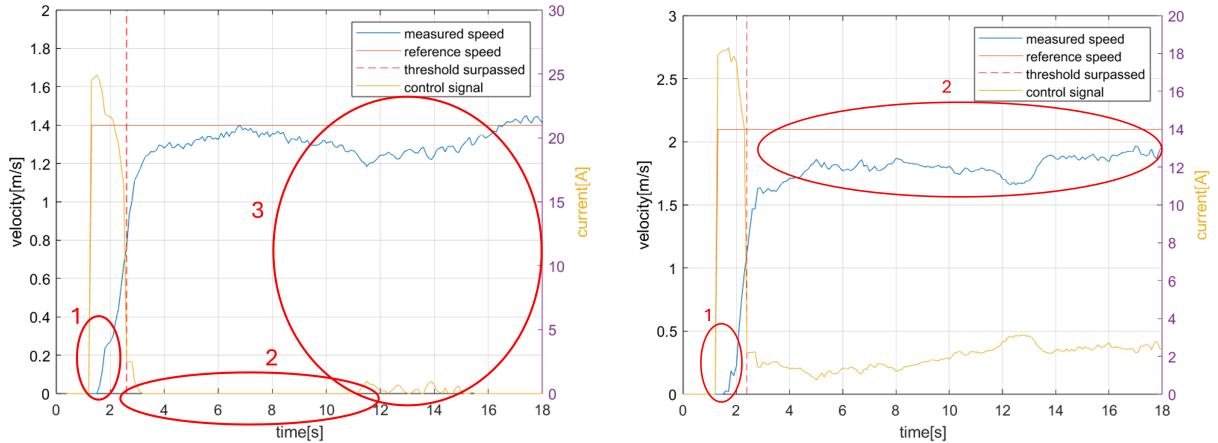 measured speed
reference speed
threshold surpassed
control signal
velocity[m/s]
current[A]
time[s]
0
0.2
0.4
0.6
0.8
1
1.2
1.4
1.6
1.8
2
0
5
10
15
20
25
30
0 2 4 6 8 10 12 14 16 18
1
2
3
measured speed
reference speed
threshold surpassed
control signal
velocity[m/s]
current[A]
time[s]
0
0.5
1
1.5
2
2.5
3
0
2
4
6
8
10
12
14
16
18
20
0 2 4 6 8 10 12 14 16 18
1
2